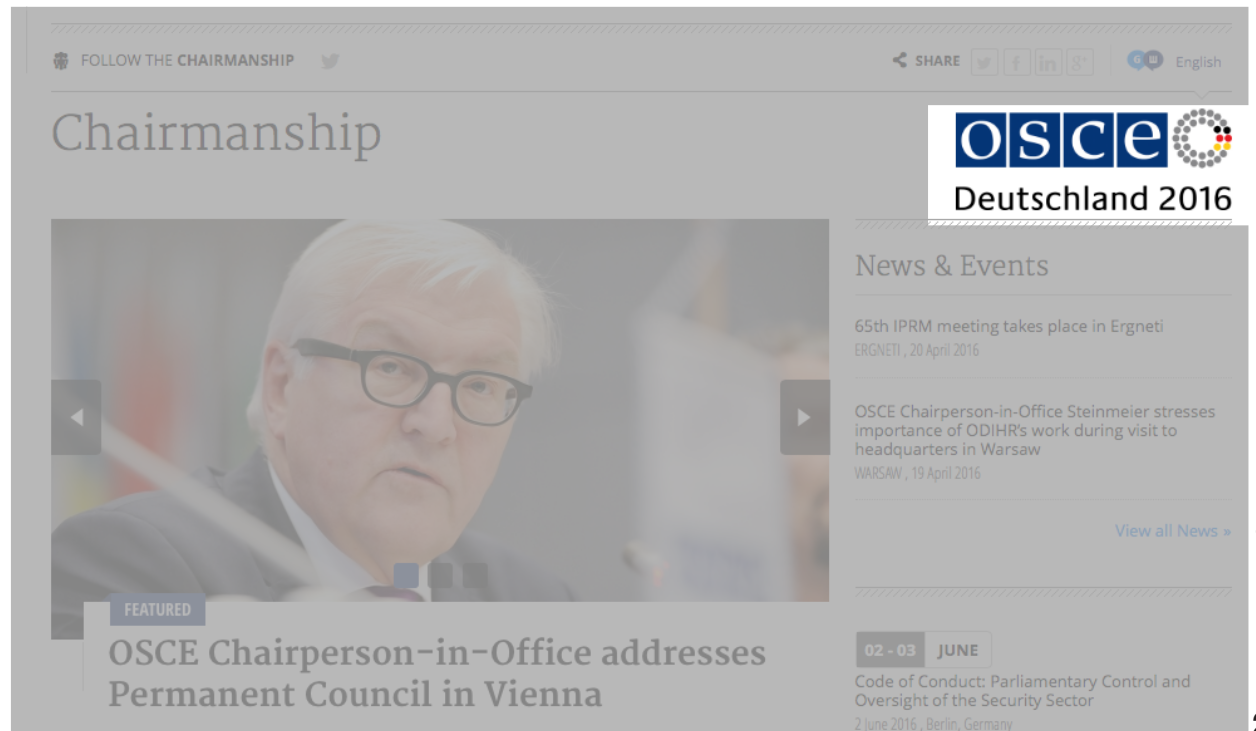 FOLLOW THE CHAIRMANSHIP
SHARE
English
Chairmanship
osce
Deutschland 2016
News & Events
65th IPRM meeting takes place in Ergneti
ERGNETI , 20 April 2016
OSCE Chairperson-in-Office Steinmeier stresses
importance of ODIHR's work during visit to
headquarters in Warsaw
WARSAW , 19 April 2016
View all News »
FEATURED
OSCE Chairperson-in-Office addresses
Permanent Council in Vienna
02 - 03 JUNE
Code of Conduct: Parliamentary Control and
Oversight of the Security Sector
2 June 2016 , Berlin, Germany